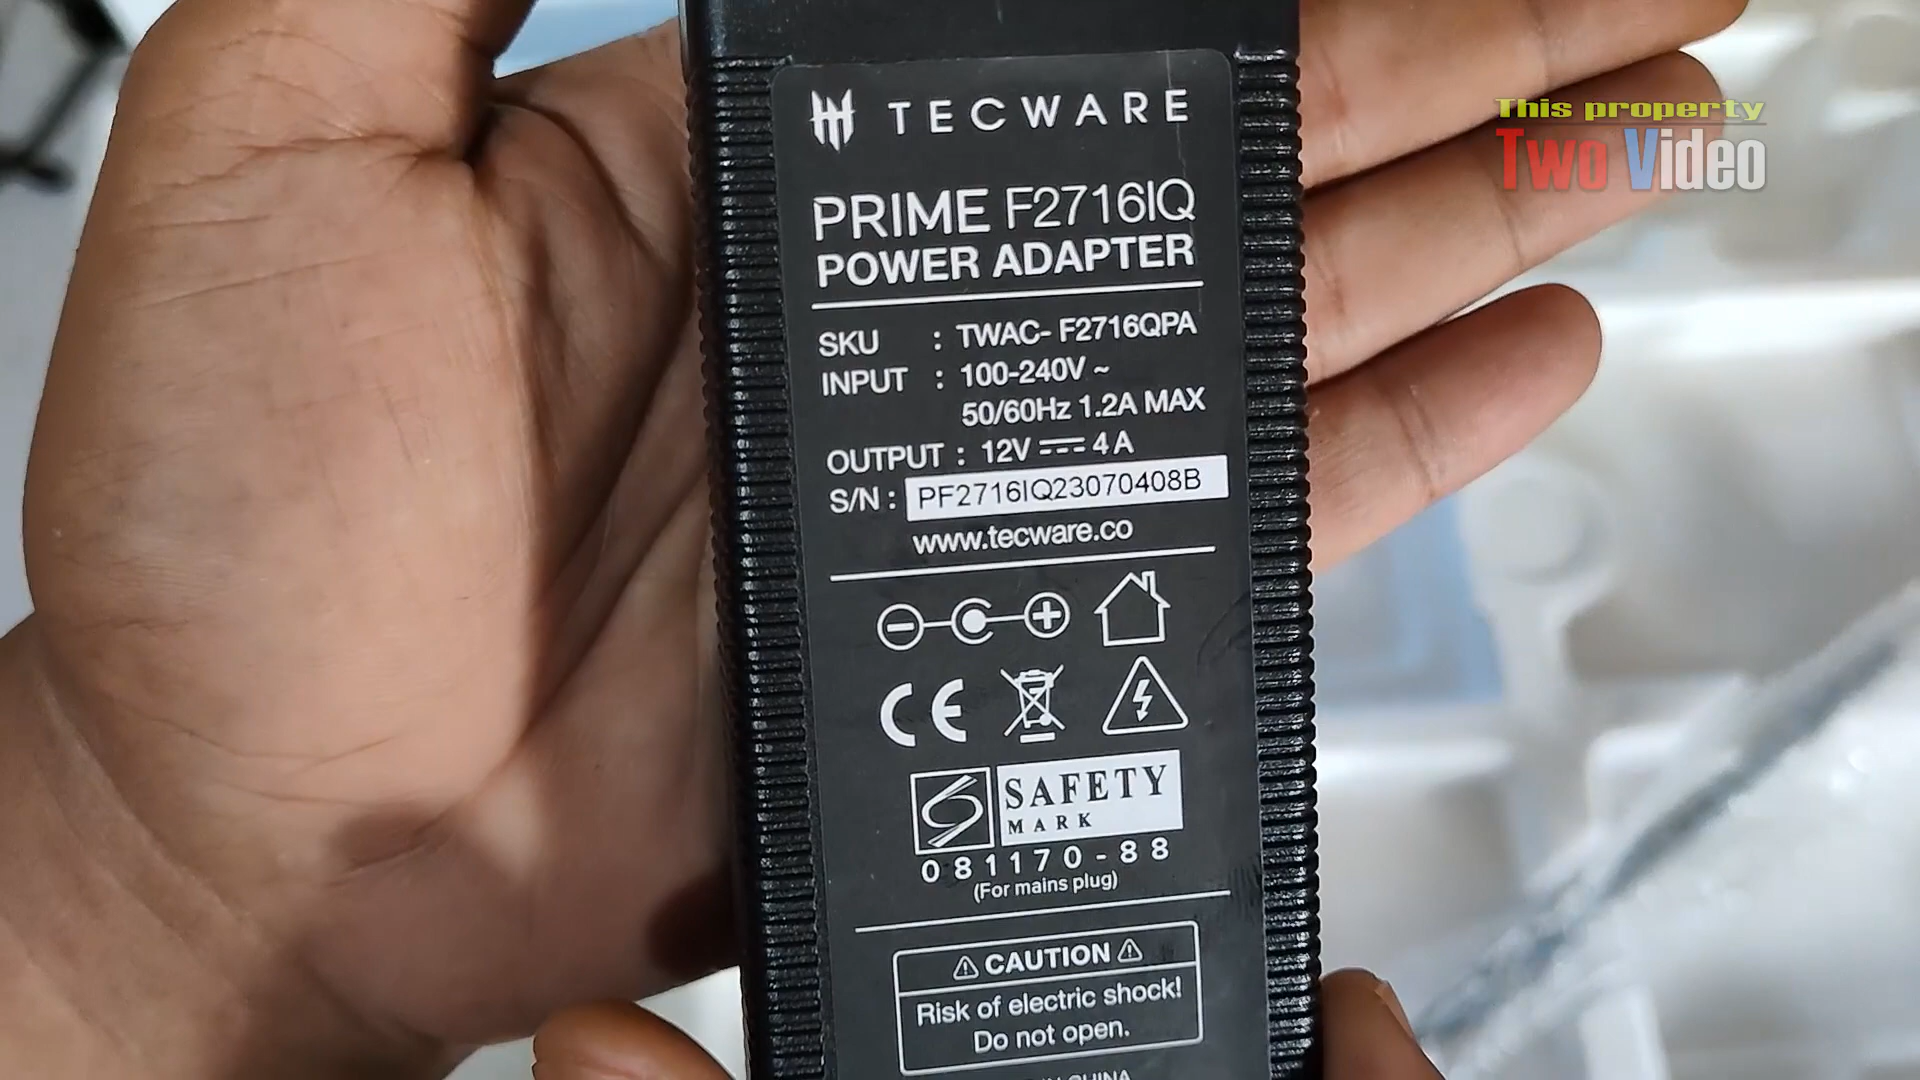 This property
Two Video
TECWARE
PRIME F2716IQ
POWER ADAPTER
SKU : TWAC- F2716QPA
INPUT : 100-240V ~
50/60Hz 1.2A MAX
OUTPUT : 12V ⎓ 4A
S/N : PF2716IQ23070408B
www.tecware.co
CE
SAFETY
MARK
081170-88
(For mains plug)
CAUTION
Risk of electric shock!
Do not open.
CHINA